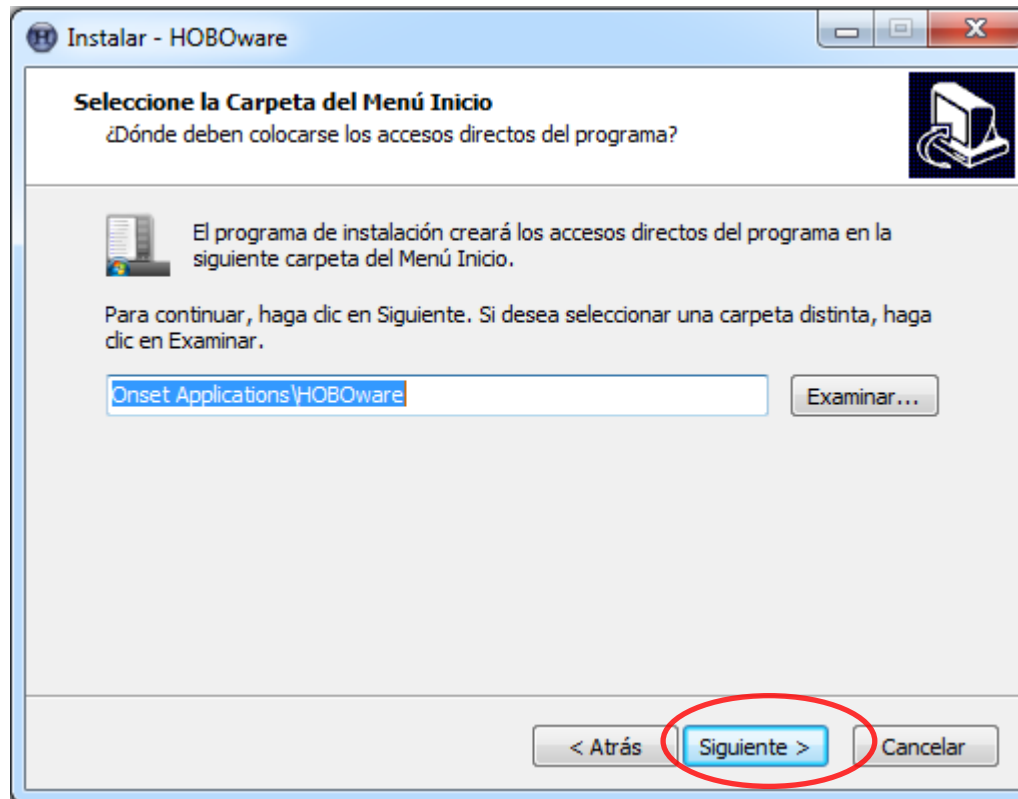 Instalar - HOBOware
Seleccione la Carpeta del Menú Inicio
¿Dónde deben colocarse los accesos directos del programa?
El programa de instalación creará los accesos directos del programa en la
siguiente carpeta del Menú Inicio.
Para continuar, haga clic en Siguiente. Si desea seleccionar una carpeta distinta, haga
clic en Examinar.
Onset Applications\HOBOware
Examinar...
< Atrás
Siguiente >
Cancelar